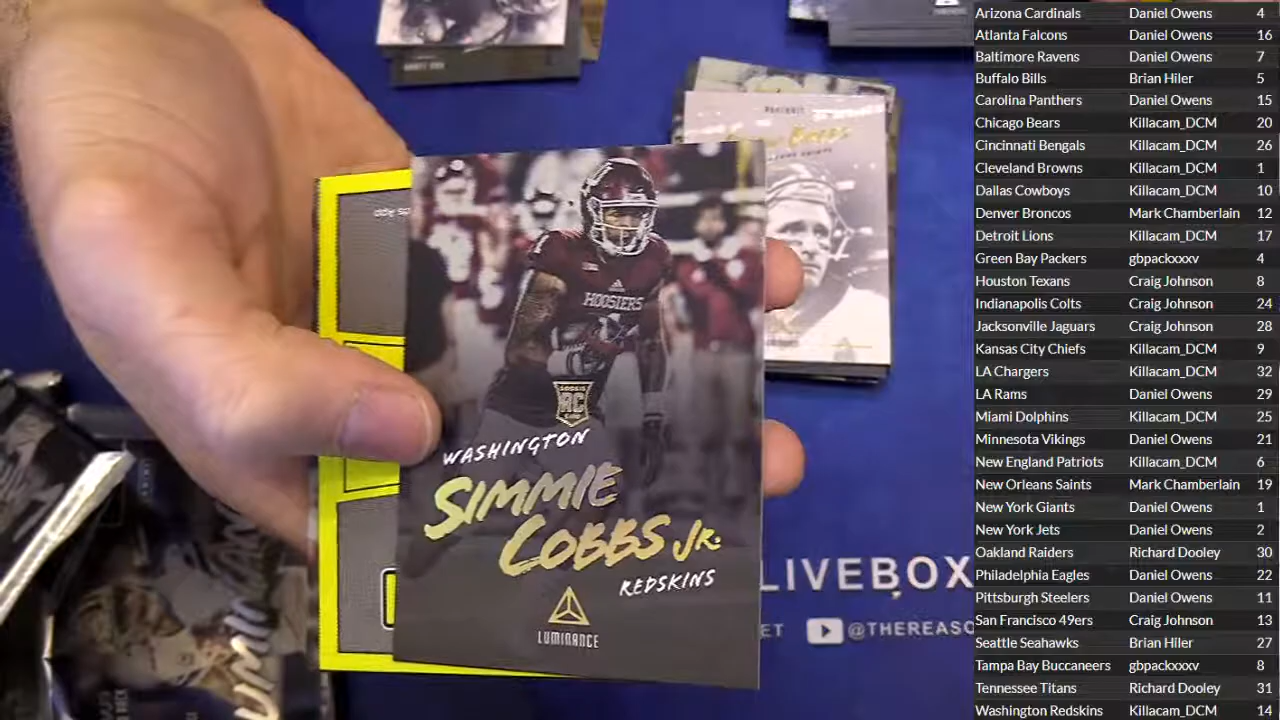 PORTRAIT
HOOSIERS
ROOKIE
RC
WASHINGTON
SIMMIE
COBBS JR.
REDSKINS
LUMINANCE
LIVEBOX
@THEREASO
Arizona Cardinals Daniel Owens 4
Atlanta Falcons Daniel Owens 16
Baltimore Ravens Daniel Owens 7
Buffalo Bills Brian Hiler 5
Carolina Panthers Daniel Owens 15
Chicago Bears Killacam_DCM 20
Cincinnati Bengals Killacam_DCM 26
Cleveland Browns Killacam_DCM 1
Dallas Cowboys Killacam_DCM 10
Denver Broncos Mark Chamberlain 12
Detroit Lions Killacam_DCM 17
Green Bay Packers gbpackxxxv 4
Houston Texans Craig Johnson 8
Indianapolis Colts Craig Johnson 24
Jacksonville Jaguars Craig Johnson 28
Kansas City Chiefs Killacam_DCM 9
LA Chargers Killacam_DCM 32
LA Rams Daniel Owens 29
Miami Dolphins Killacam_DCM 25
Minnesota Vikings Daniel Owens 21
New England Patriots Killacam_DCM 6
New Orleans Saints Mark Chamberlain 19
New York Giants Daniel Owens 1
New York Jets Daniel Owens 2
Oakland Raiders Richard Dooley 30
Philadelphia Eagles Daniel Owens 22
Pittsburgh Steelers Daniel Owens 11
San Francisco 49ers Craig Johnson 13
Seattle Seahawks Brian Hiler 27
Tampa Bay Buccaneers gbpackxxxv 8
Tennessee Titans Richard Dooley 31
Washington Redskins Killacam_DCM 14